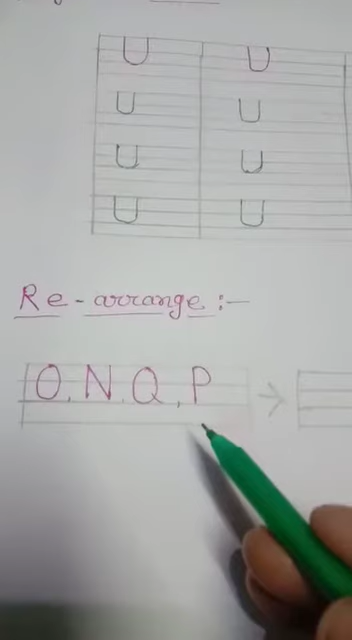 U U
U U
U U
U U
Re-arrange :-
O, N, Q, P →